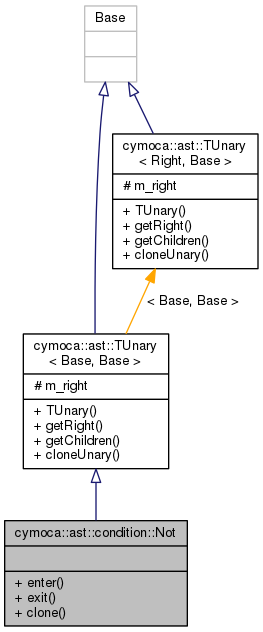 Base
cymoca::ast::TUnary
< Right, Base >
# m_right
+ TUnary()
+ getRight()
+ getChildren()
+ cloneUnary()
< Base, Base >
cymoca::ast::TUnary
< Base, Base >
# m_right
+ TUnary()
+ getRight()
+ getChildren()
+ cloneUnary()
cymoca::ast::condition::Not
+ enter()
+ exit()
+ clone()